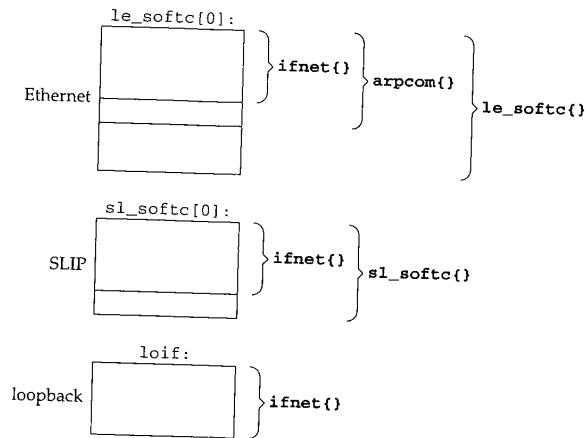 le_softc[0]:
ifnet{}
arpcom{}
Ethernet
le_softc{}
sl_softc[0]:
ifnet{}
SLIP
sl_softc{}
loif:
loopback
ifnet{}